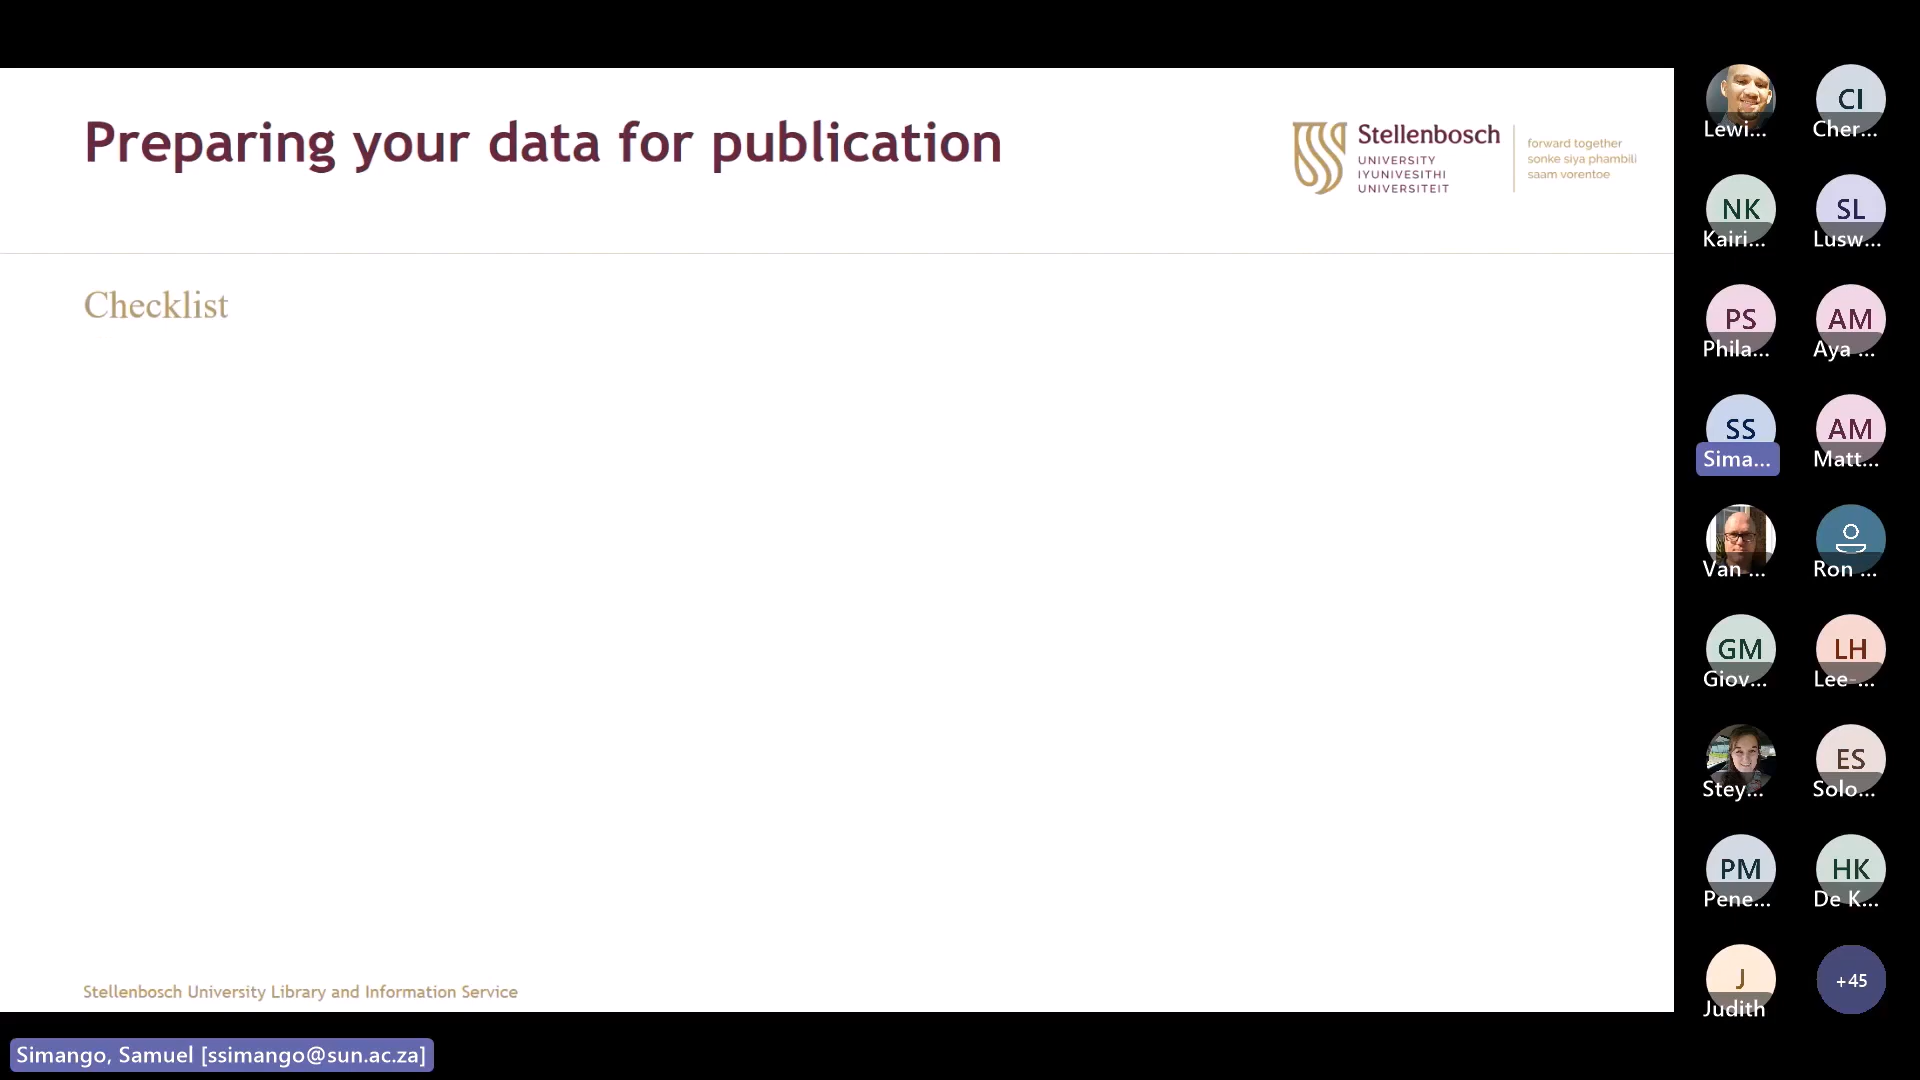 Preparing your data for publication
Stellenbosch
UNIVERSITY
IYUNIVESITHI
UNIVERSITEIT
forward together
sonke siya phambili
saam vorentoe
Checklist
Stellenbosch University Library and Information Service
Simango, Samuel [ssimango@sun.ac.za]
Lewi...
CI
Cher...
NK
Kairi...
SL
Lusw...
PS
Phila...
AM
Aya ...
SS
Sima...
AM
Matt...
Van ...
Ron ...
GM
Giov...
LH
Lee-...
Stey...
ES
Solo...
PM
Pene...
HK
De K...
J
Judith
+45